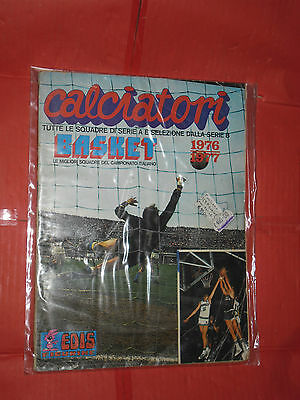 calciatori
TUTTE LE SQUADRE DI SERIE A E SELEZIONE DALLA SERIE B
BASKET
LE MIGLIORI SQUADRE DEL CAMPIONATO ITALIANO
1976
1977
EDIS